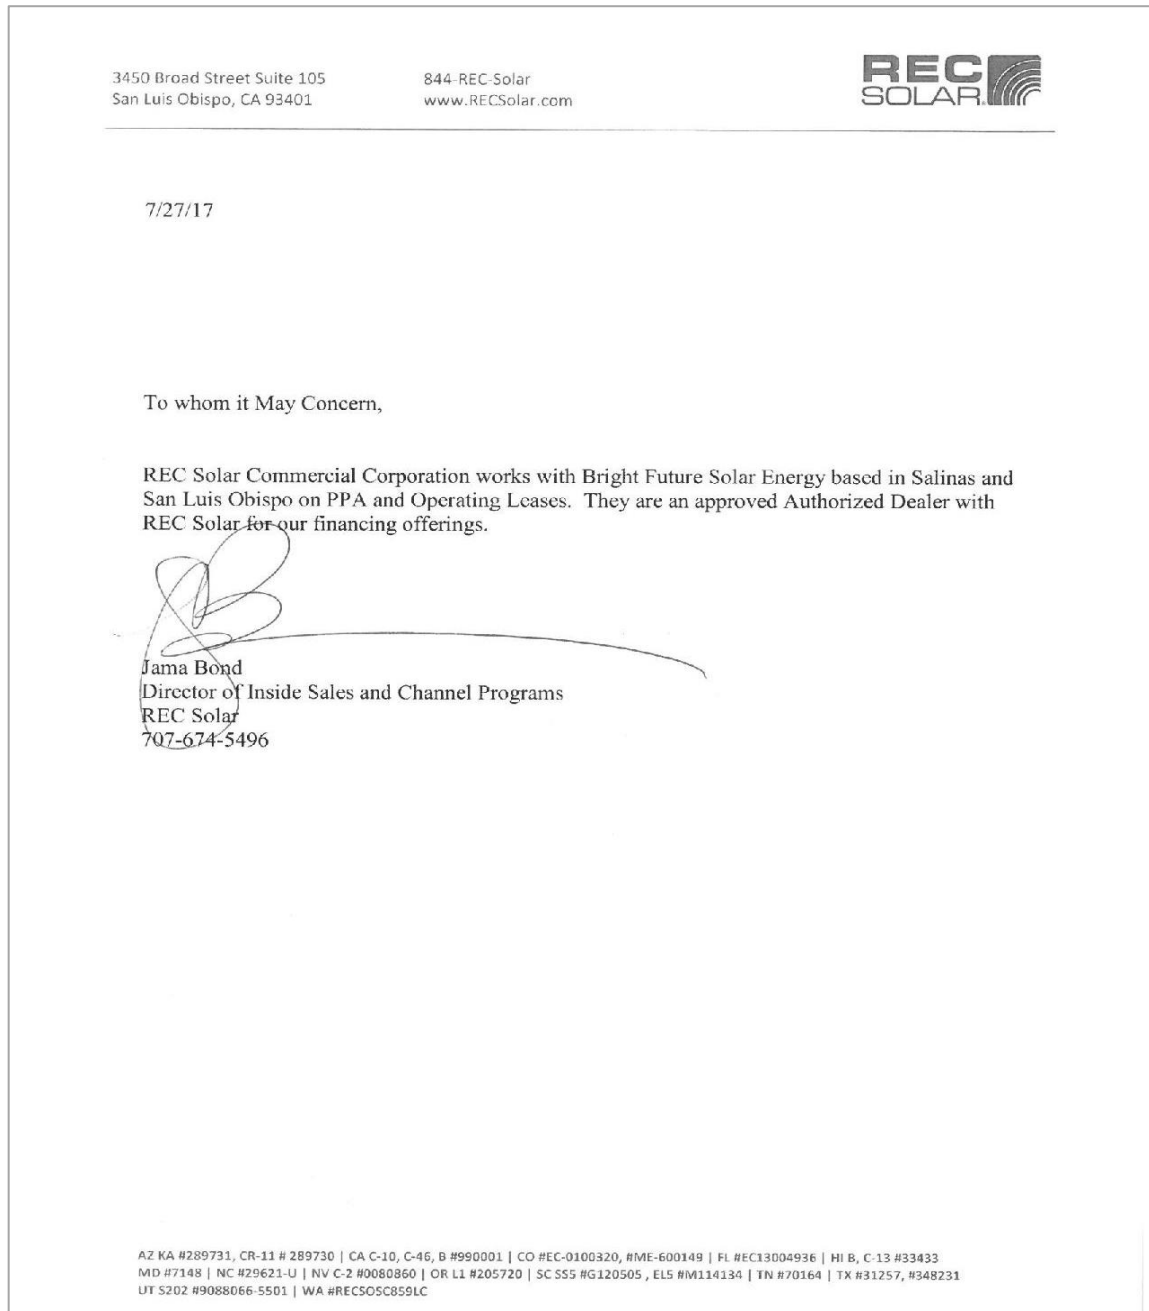 3450 Broad Street Suite 105
San Luis Obispo, CA 93401
844-REC-Solar
www.RECSolar.com
REC
SOLAR.
7/27/17
To whom it May Concern,
REC Solar Commercial Corporation works with Bright Future Solar Energy based in Salinas and
San Luis Obispo on PPA and Operating Leases.  They are an approved Authorized Dealer with
REC Solar for our financing offerings.
Jama Bond
Director of Inside Sales and Channel Programs
REC Solar
707-674-5496
AZ KA #289731, CR-11 # 289730 | CA C-10, C-46, B #990001 | CO #EC-0100320, #ME-600149 | FL #EC13004936 | HI B, C-13 #33433
MD #7148 | NC #29621-U | NV C-2 #0080860 | OR L1 #205720 | SC SS5 #G120505 , EL5 #M114134 | TN #70164 | TX #31257, #348231
UT S202 #9088066-5501 | WA #RECSOSC859LC